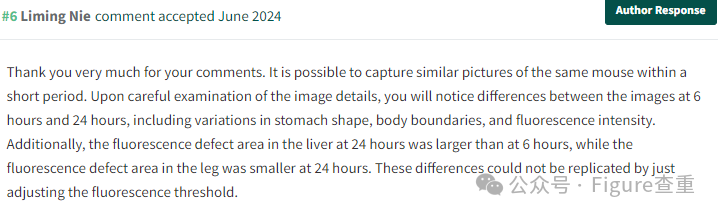 #6 Liming Nie comment accepted June 2024
Author Response
Thank you very much for your comments. It is possible to capture similar pictures of the same mouse within a
short period. Upon careful examination of the image details, you will notice differences between the images at 6
hours and 24 hours, including variations in stomach shape, body boundaries, and fluorescence intensity.
Additionally, the fluorescence defect area in the liver at 24 hours was larger than at 6 hours, while the
fluorescence defect area in the leg was smaller at 24 hours. These differences could not be replicated by just
adjusting the fluorescence threshold.
公众号 · Figure查重